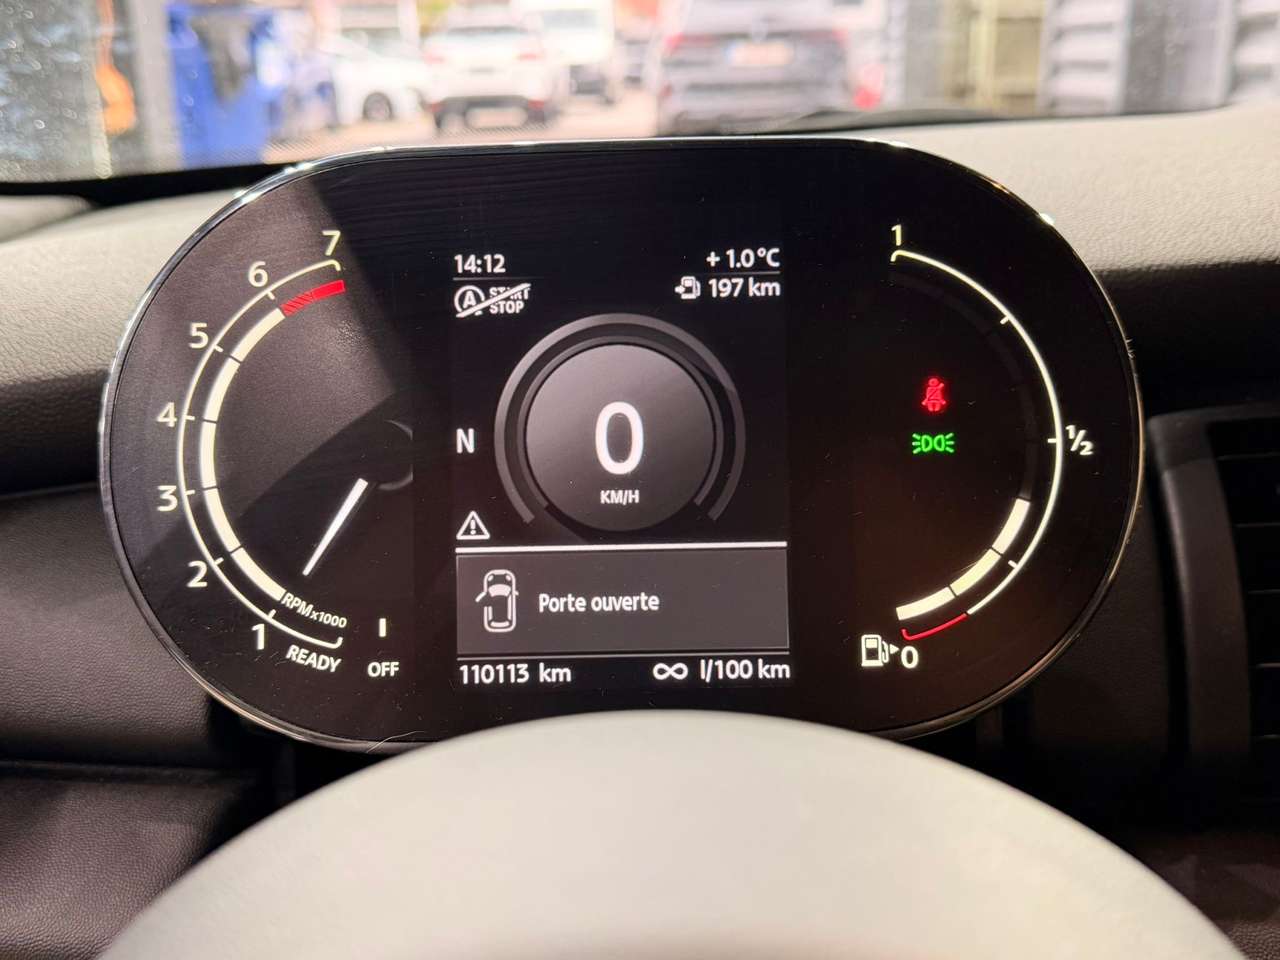 14:12
+ 1.0°C
A START STOP
197 km
7
6
5
4
3
2
1
RPMx1000
READY
OFF
N
0
KM/H
Porte ouverte
110113 km
∞ l/100 km
1
½
0